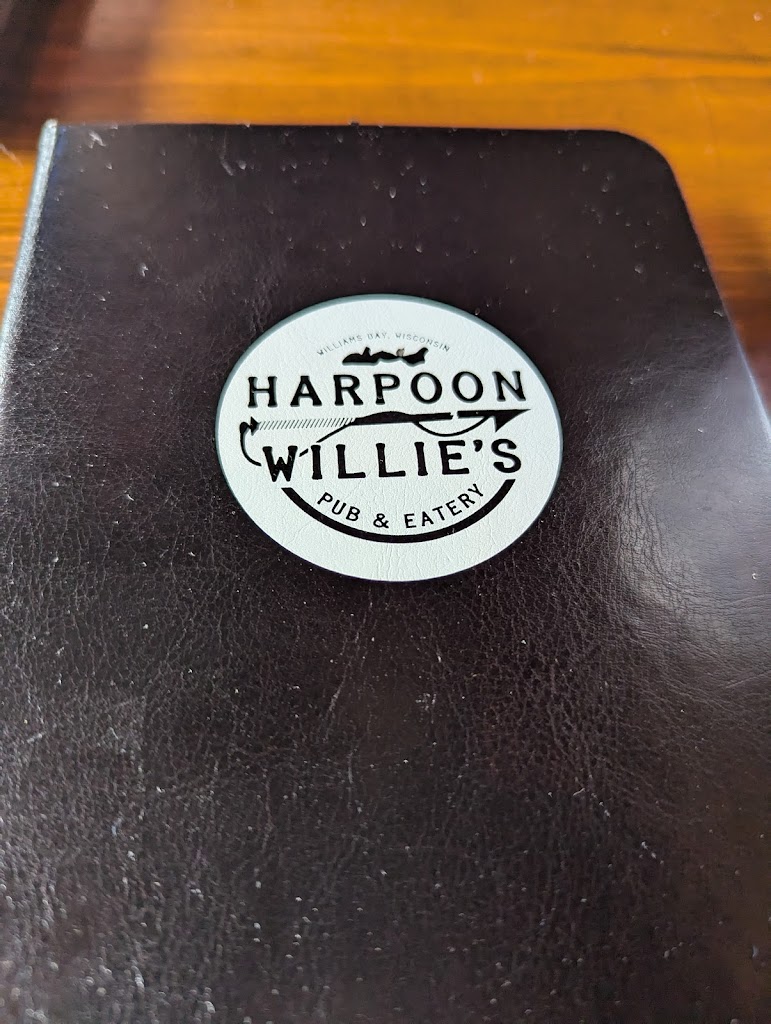 WILLIAMS BAY, WISCONSIN
HARPOON
WILLIE'S
PUB & EATERY